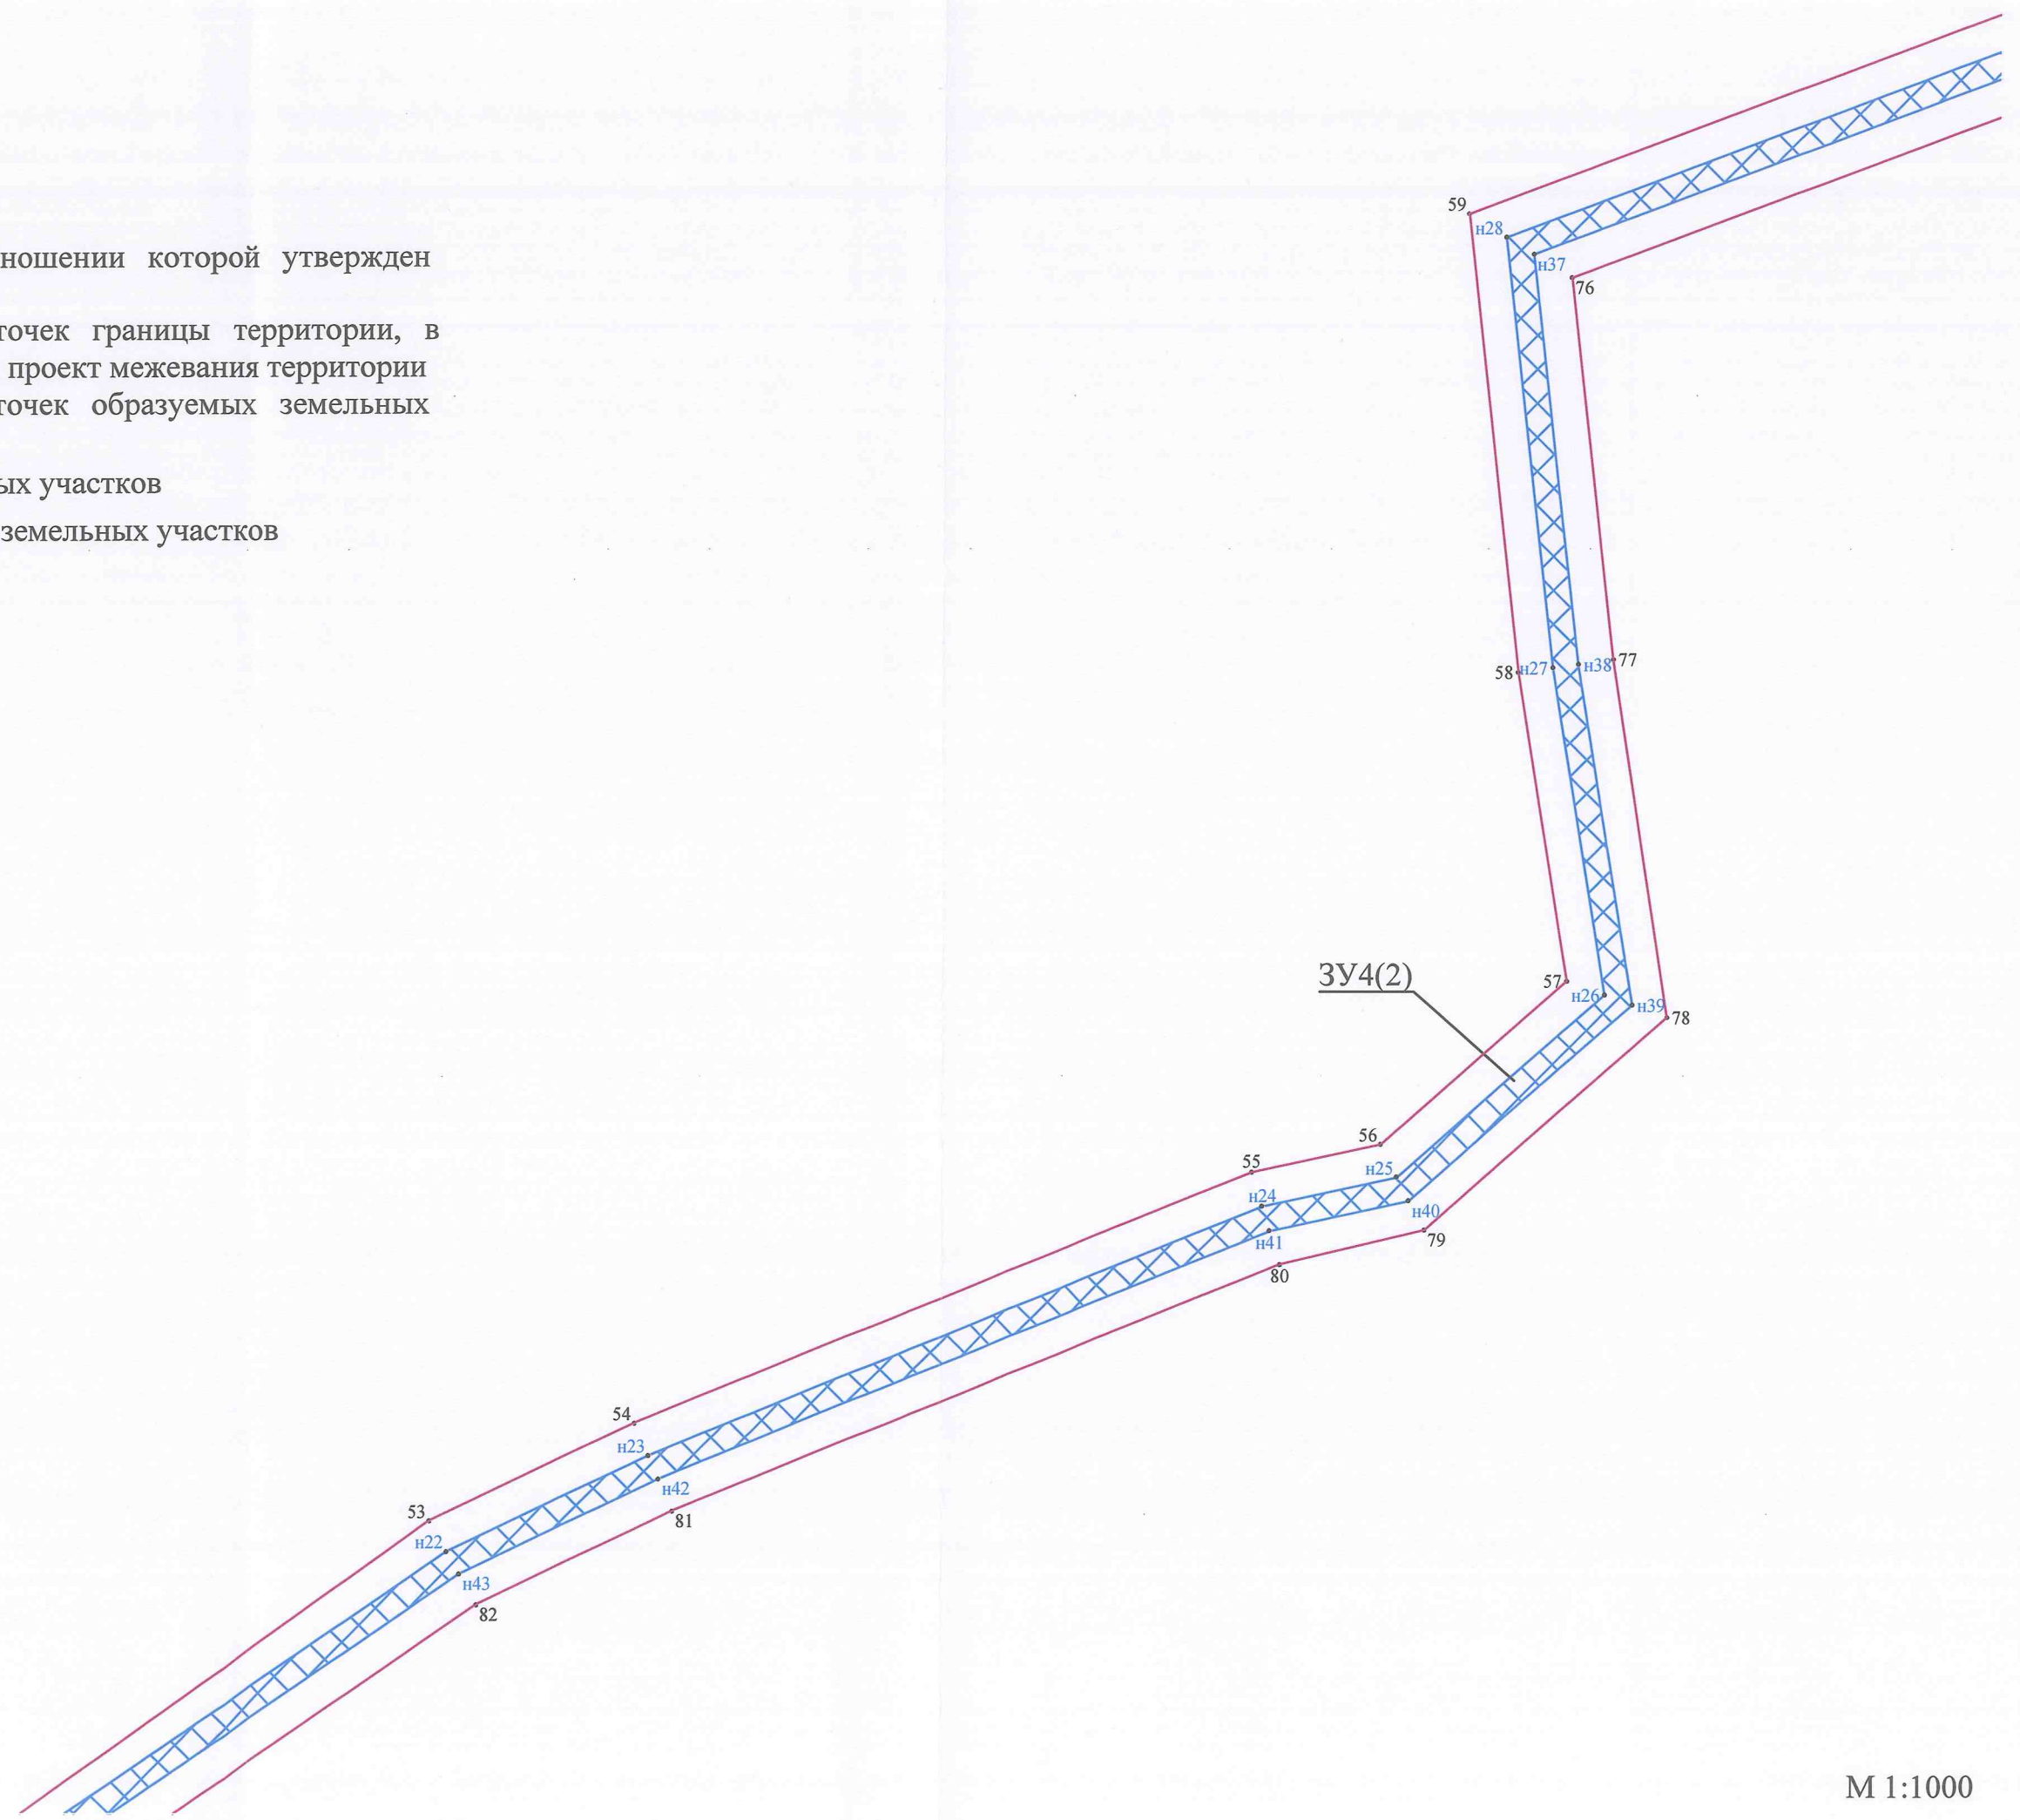 ношении которой утвержден
точек границы территории, в
проект межевания территории
точек образуемых земельных
ых участков
земельных участков
59
н28
н37
76
58
н27
н38
77
57
н26
н39
78
ЗУ4(2)
56
55
н25
н24
н40
н41
79
80
54
н23
н42
81
53
н22
н43
82
М 1:1000